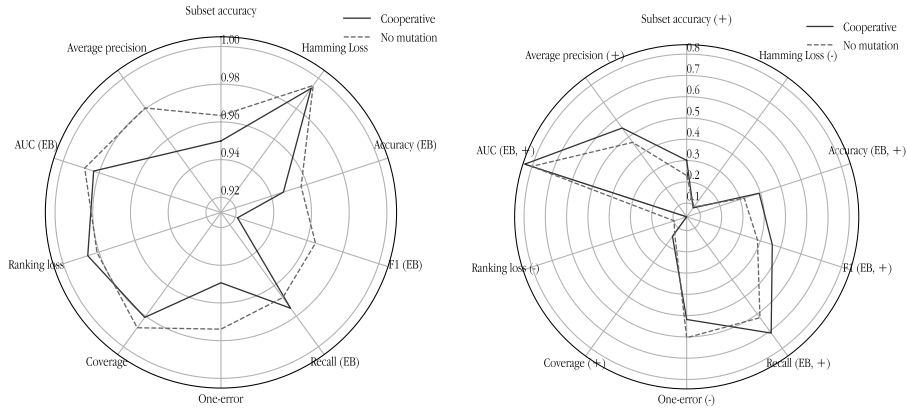 Subset accuracy
Cooperative
No mutation
1.00
Average precision
Hamming Loss
0.98
0.96
AUC (EB)
Accuracy (EB)
0.94
0.92
Ranking loss
F1 (EB)
Coverage
Recall (EB)
One-error
Subset accuracy (+)
Cooperative
No mutation
0.8
Average precision (+)
Hamming Loss (-)
0.7
0.6
0.5
0.4
AUC (EB, +)
Accuracy (EB, +)
0.3
0.2
0.1
Ranking loss (-)
F1 (EB, +)
Coverage (+)
Recall (EB, +)
One-error (-)